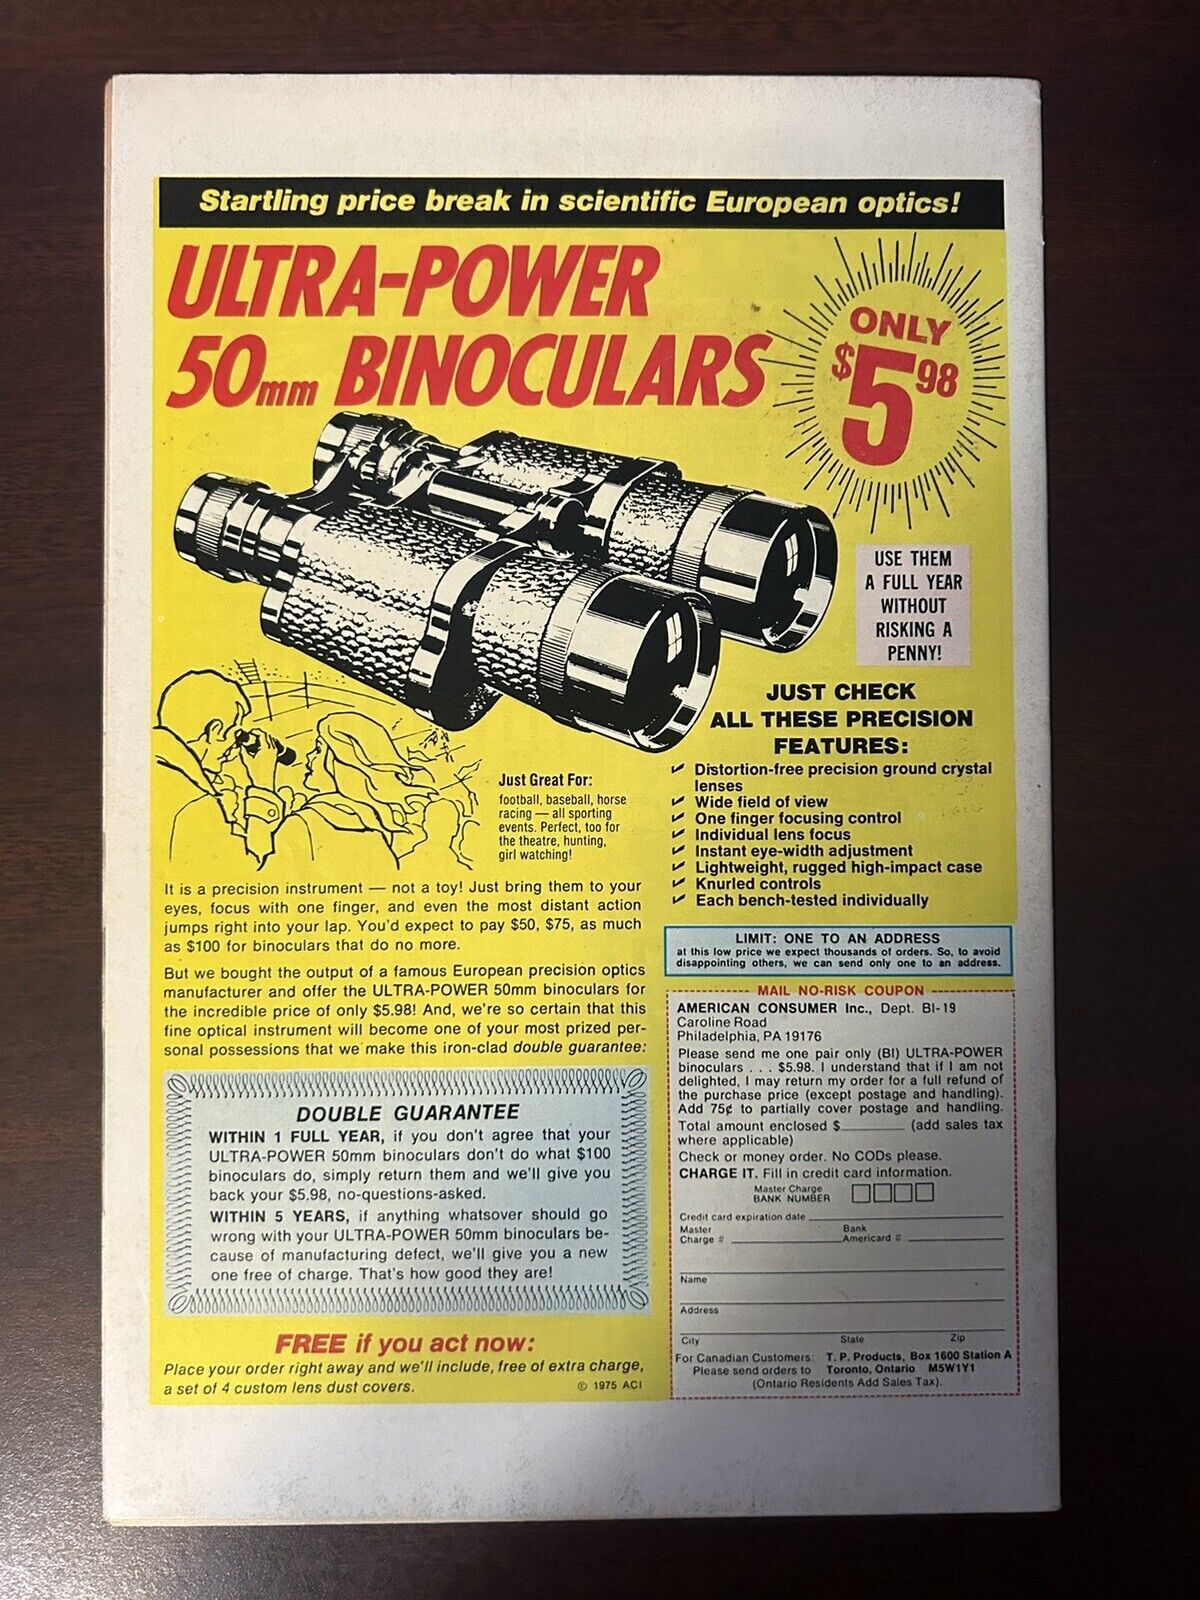 Startling price break in scientific European optics!
ULTRA-POWER
50mm BINOCULARS
ONLY
$5.98
USE THEM
A FULL YEAR
WITHOUT
RISKING A
PENNY!
JUST CHECK
ALL THESE PRECISION
FEATURES:
✓ Distortion-free precision ground crystal
lenses
✓ Wide field of view
✓ One finger focusing control
✓ Individual lens focus
✓ Instant eye-width adjustment
✓ Lightweight, rugged high-impact case
✓ Knurled controls
✓ Each bench-tested individually
Just Great For:
football, baseball, horse
racing — all sporting
events. Perfect, too for
the theatre, hunting,
girl watching!
It is a precision instrument — not a toy! Just bring them to your
eyes, focus with one finger, and even the most distant action
jumps right into your lap. You'd expect to pay $50, $75, as much
as $100 for binoculars that do no more.
But we bought the output of a famous European precision optics
manufacturer and offer the ULTRA-POWER 50mm binoculars for
the incredible price of only $5.98! And, we're so certain that this
fine optical instrument will become one of your most prized per-
sonal possessions that we make this iron-clad double guarantee:
DOUBLE GUARANTEE
WITHIN 1 FULL YEAR, if you don't agree that your
ULTRA-POWER 50mm binoculars don't do what $100
binoculars do, simply return them and we'll give you
back your $5.98, no-questions-asked.
WITHIN 5 YEARS, if anything whatsover should go
wrong with your ULTRA-POWER 50mm binoculars be-
cause of manufacturing defect, we'll give you a new
one free of charge. That's how good they are!
FREE if you act now:
Place your order right away and we'll include, free of extra charge,
a set of 4 custom lens dust covers.
© 1975 ACI
LIMIT: ONE TO AN ADDRESS
at this low price we expect thousands of orders. So, to avoid
disappointing others, we can send only one to an address.
MAIL NO-RISK COUPON
AMERICAN CONSUMER Inc., Dept. BI-19
Caroline Road
Philadelphia, PA 19176
Please send me one pair only (BI) ULTRA-POWER
binoculars . . . $5.98. I understand that if I am not
delighted, I may return my order for a full refund of
the purchase price (except postage and handling).
Add 75¢ to partially cover postage and handling.
Total amount enclosed $________ (add sales tax
where applicable)
Check or money order. No CODs please.
CHARGE IT. Fill in credit card information.
Master Charge
BANK NUMBER
Credit card expiration date
Master Charge #
Bank Americard #
Name
Address
City State Zip
For Canadian Customers: T. P. Products, Box 1600 Station A
Please send orders to Toronto, Ontario M5W1Y1
(Ontario Residents Add Sales Tax).